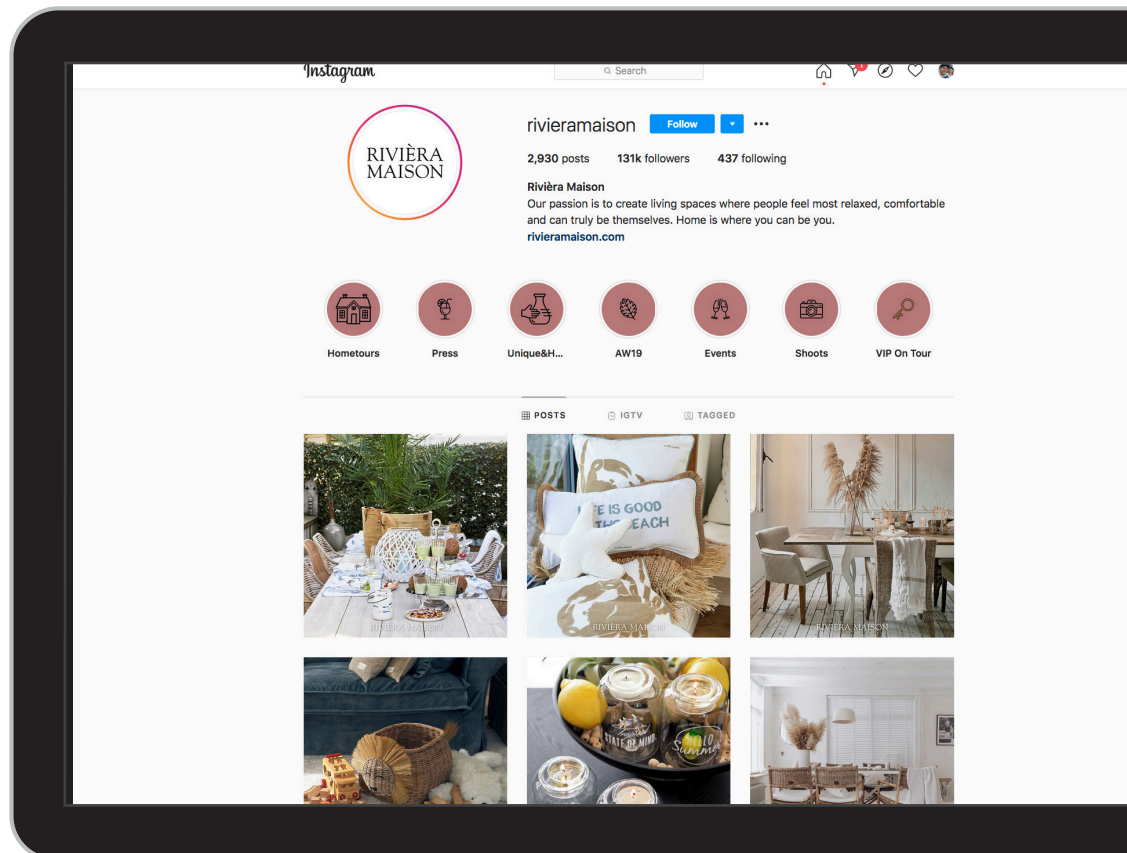 Instagram
Search
1
RIVIÈRA
MAISON
rivieramaison Follow
2,930 posts 131k followers 437 following
Rivièra Maison
Our passion is to create living spaces where people feel most relaxed, comfortable
and can truly be themselves. Home is where you can be you.
rivieramaison.com
Hometours Press Unique&H... AW19 Events Shoots VIP On Tour
POSTS IGTV TAGGED
IS GOOD
RIVIÈRA MAISON
RIVIÈRA MAISON
RIVIÈRA MAISON
STATE OF MIND
HELLO
Summer